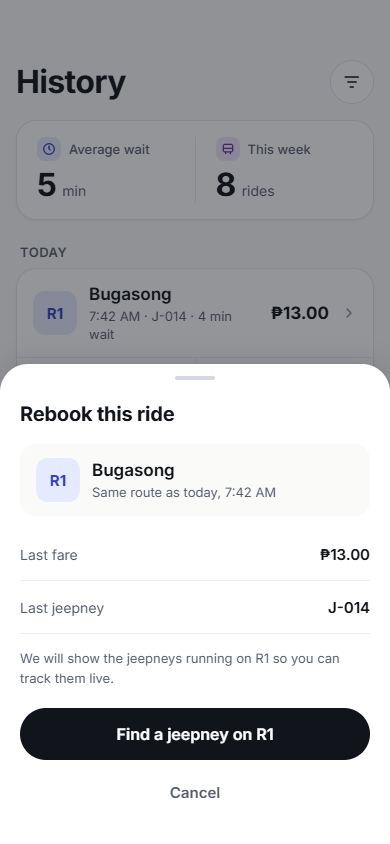 History
Average wait
5 min
This week
8 rides
TODAY
R1
Bugasong
7:42 AM · J-014 · 4 min
wait
₱13.00
Rebook this ride
R1
Bugasong
Same route as today, 7:42 AM
Last fare
₱13.00
Last jeepney
J-014
We will show the jeepneys running on R1 so you can
track them live.
Find a jeepney on R1
Cancel